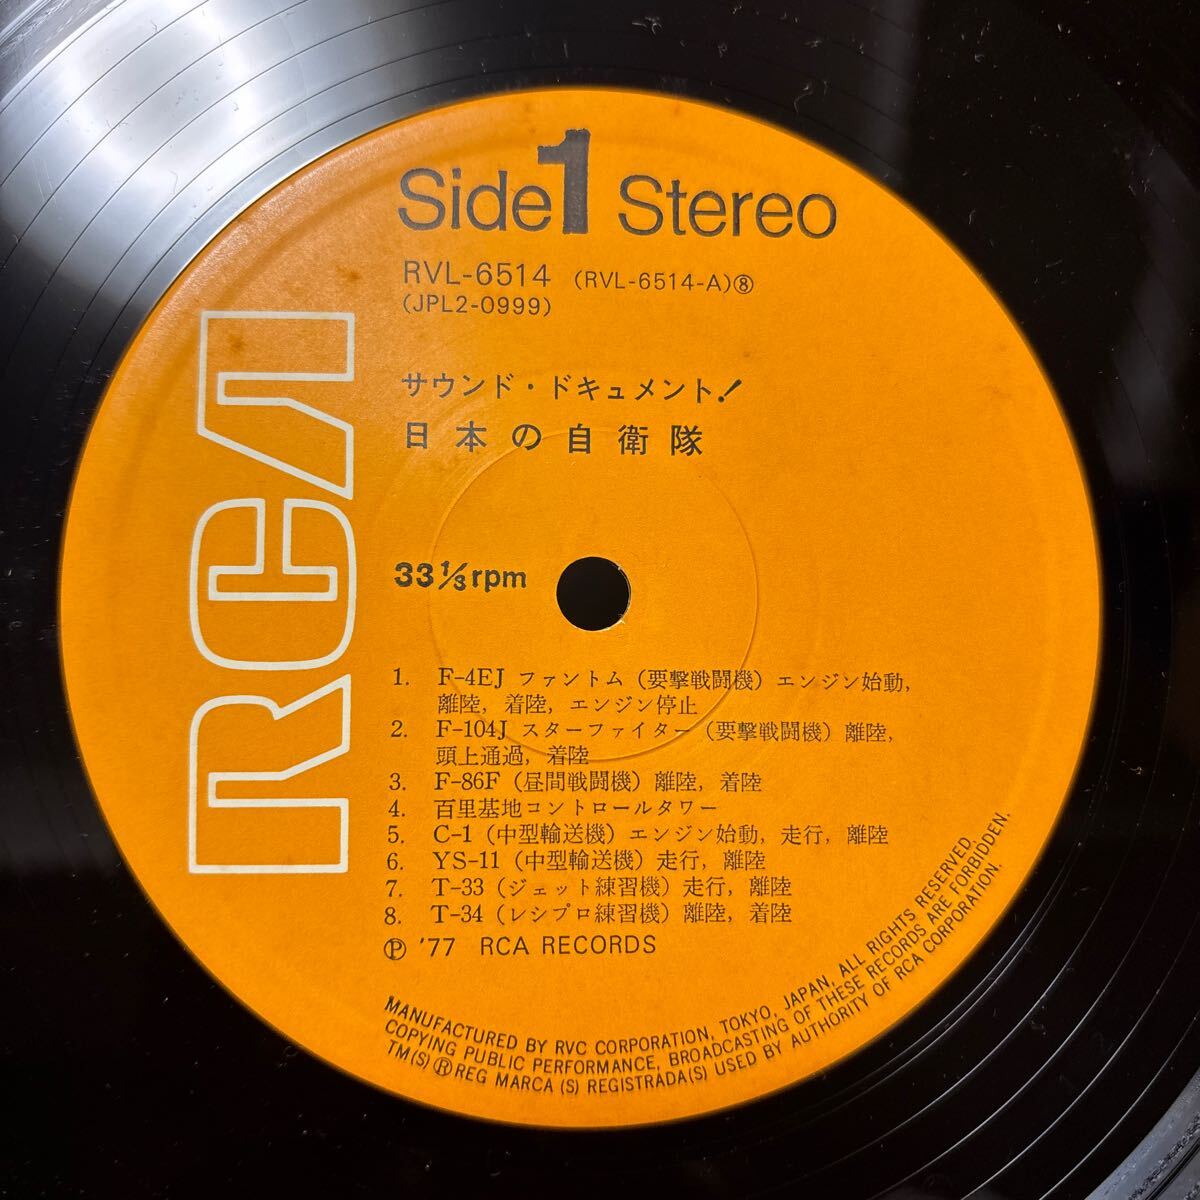 RCA
Side 1 Stereo
RVL-6514 (RVL-6514-A)⑧
(JPL2-0999)
サウンド・ドキュメント!
日本の自衛隊
33⅓rpm
1. F-4EJ ファントム（要撃戦闘機）エンジン始動,
離陸, 着陸, エンジン停止
2. F-104J スターファイター（要撃戦闘機）離陸,
頭上通過, 着陸
3. F-86F（昼間戦闘機）離陸, 着陸
4. 百里基地コントロールタワー
5. C-1（中型輸送機）エンジン始動, 走行, 離陸
6. YS-11（中型輸送機）走行, 離陸
7. T-33（ジェット練習機）走行, 離陸
8. T-34（レシプロ練習機）離陸, 着陸
Ⓟ '77 RCA RECORDS
MANUFACTURED BY RVC CORPORATION, TOKYO, JAPAN, ALL RIGHTS RESERVED
COPYING PUBLIC PERFORMANCE, BROADCASTING OF THESE RECORDS ARE FORBIDDEN.
TM(S) ® REG MARCA (S) REGISTRADA(S) USED BY AUTHORITY OF RCA CORPORATION.